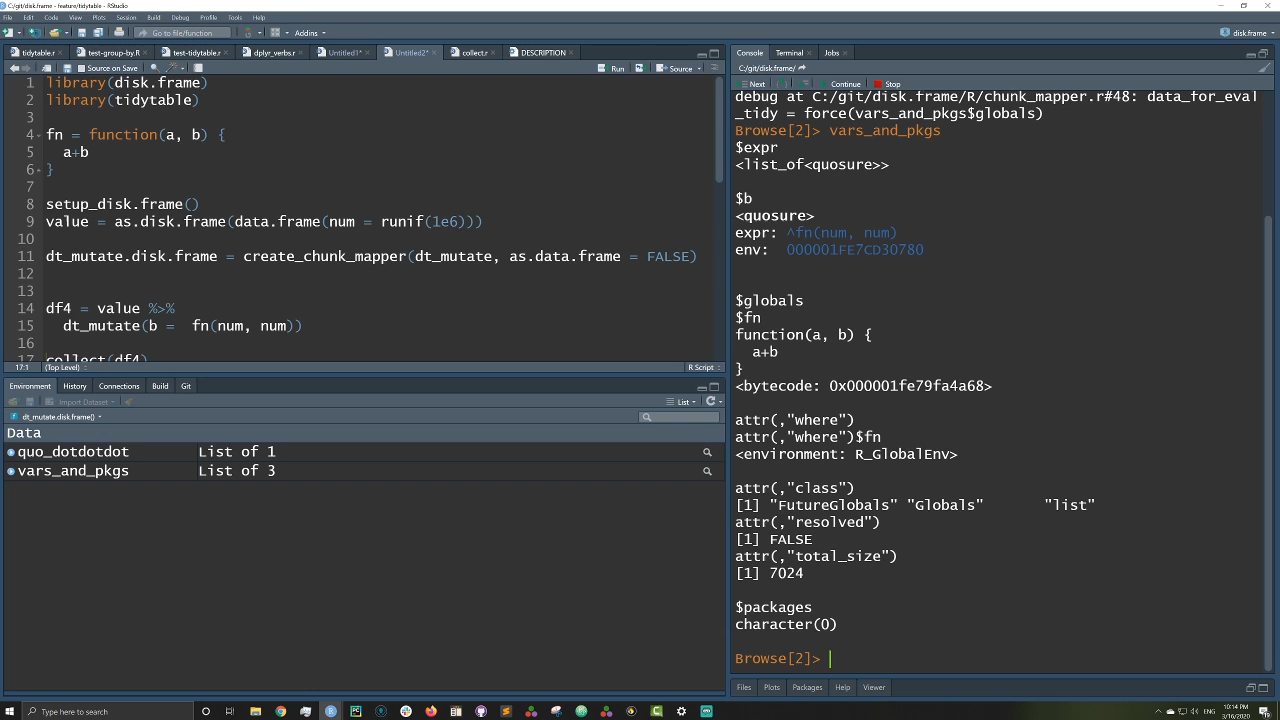 C:/git/disk.frame - feature/tidytable - RStudio
File Edit Code View Plots Session Build Debug Profile Tools Help
Go to file/function Addins disk.frame
tidytable.r test-group-by.R test-tidytable.r dplyr_verbs.r Untitled1* Untitled2* collect.r DESCRIPTION
Source on Save Run Source
1 library(disk.frame)
2 library(tidytable)
3
4 fn = function(a, b) {
5 a+b
6 }
7
8 setup_disk.frame()
9 value = as.disk.frame(data.frame(num = runif(1e6)))
10
11 dt_mutate.disk.frame = create_chunk_mapper(dt_mutate, as.data.frame = FALSE)
12
13
14 df4 = value %>%
15 dt_mutate(b = fn(num, num))
16
17 collect(df4)
17:1 (Top Level) R Script
Environment History Connections Build Git
Import Dataset List
dt_mutate.disk.frame()
Data
quo_dotdotdot List of 1
vars_and_pkgs List of 3
Console Terminal Jobs
C:/git/disk.frame/
Next Continue Stop
debug at C:/git/disk.frame/R/chunk_mapper.r#48: data_for_eval
_tidy = force(vars_and_pkgs$globals)
Browse[2]> vars_and_pkgs
$expr
<list_of<quosure>>
$b
<quosure>
expr: ^fn(num, num)
env: 000001FE7CD30780
$globals
$fn
function(a, b) {
a+b
}
<bytecode: 0x000001fe79fa4a68>
attr(,"where")
attr(,"where")$fn
<environment: R_GlobalEnv>
attr(,"class")
[1] "FutureGlobals" "Globals" "list"
attr(,"resolved")
[1] FALSE
attr(,"total_size")
[1] 7024
$packages
character(0)
Browse[2]>
Files Plots Packages Help Viewer
Type here to search
ENG
10:14 PM
3/16/2020